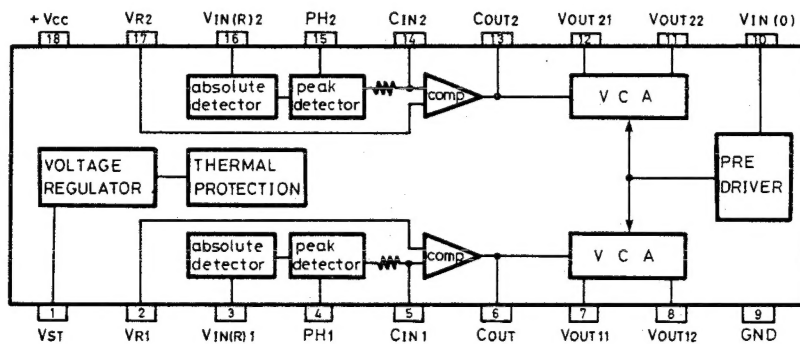 +Vcc VR2 VIN(R)2 PH2 CIN2 COUT2 VOUT21 VOUT22 VIN(0)
18 17 16 15 14 13 12 11 10
absolute detector
peak detector
comp
V C A
VOLTAGE REGULATOR
THERMAL PROTECTION
PRE DRIVER
absolute detector
peak detector
comp
V C A
1 2 3 4 5 6 7 8 9
VST VR1 VIN(R)1 PH1 CIN1 COUT VOUT11 VOUT12 GND